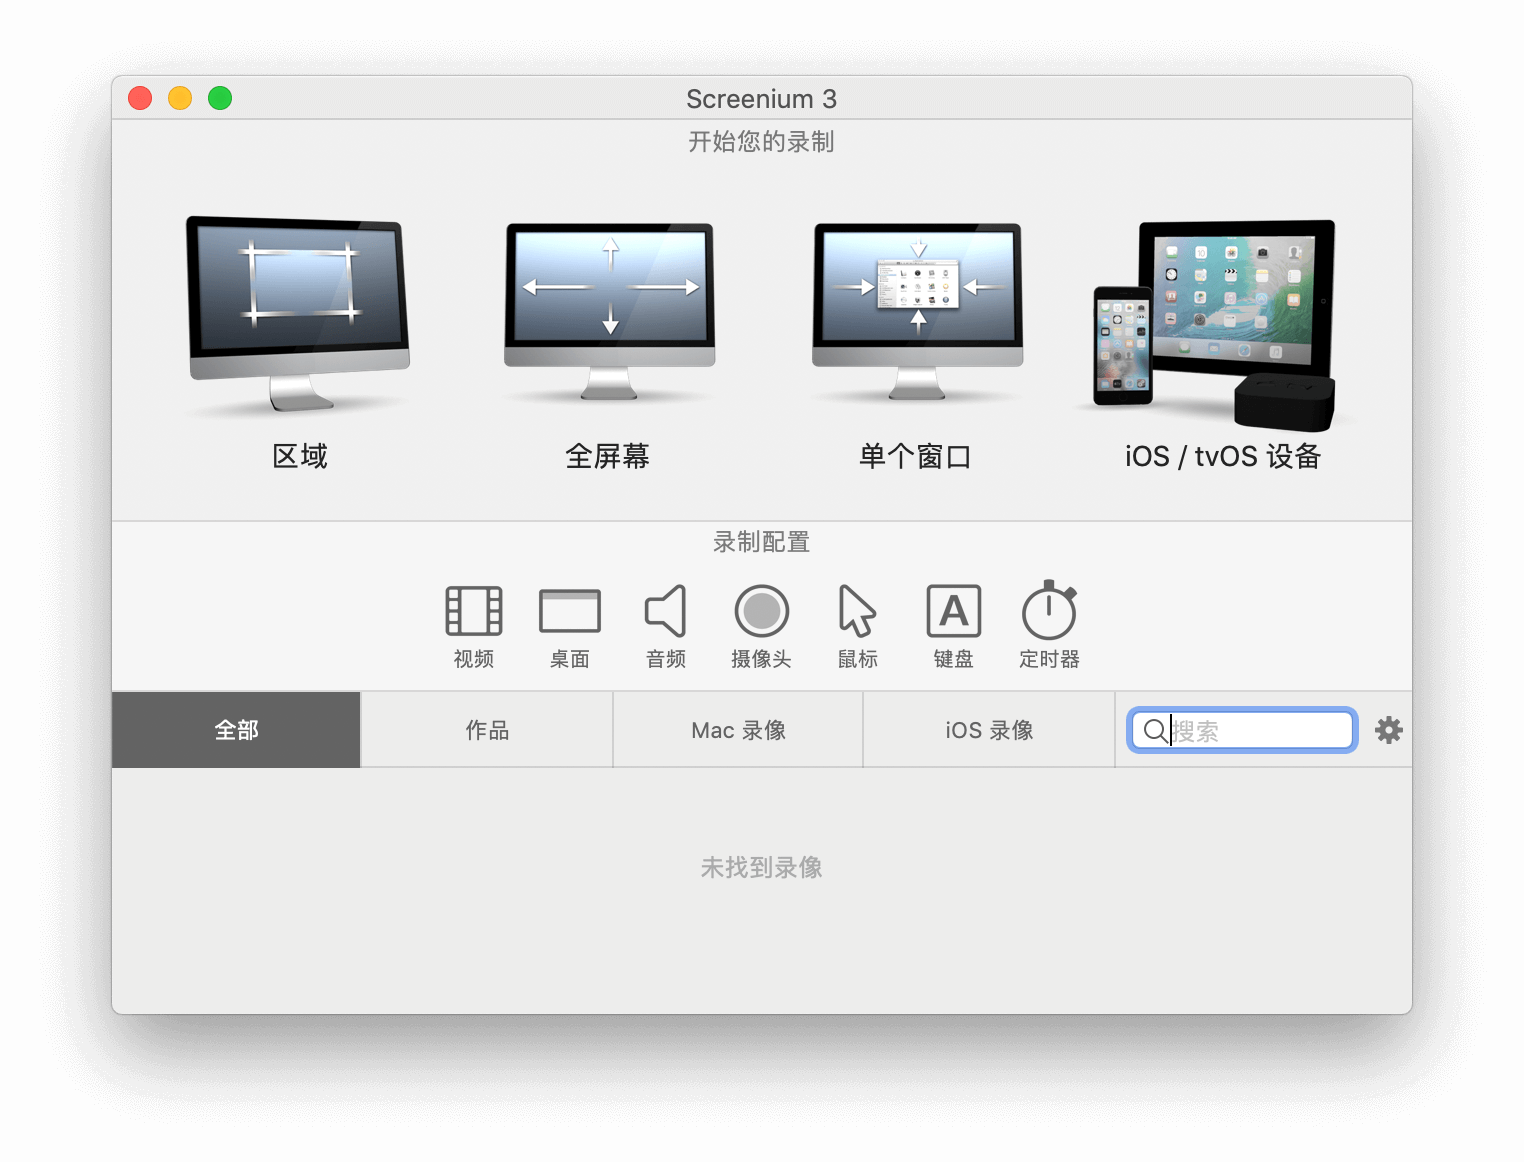 Screenium 3
开始您的录制
区域
全屏幕
单个窗口
iOS / tvOS 设备
录制配置
视频
桌面
音频
摄像头
鼠标
A
键盘
定时器
全部
作品
Mac 录像
iOS 录像
搜索
未找到录像